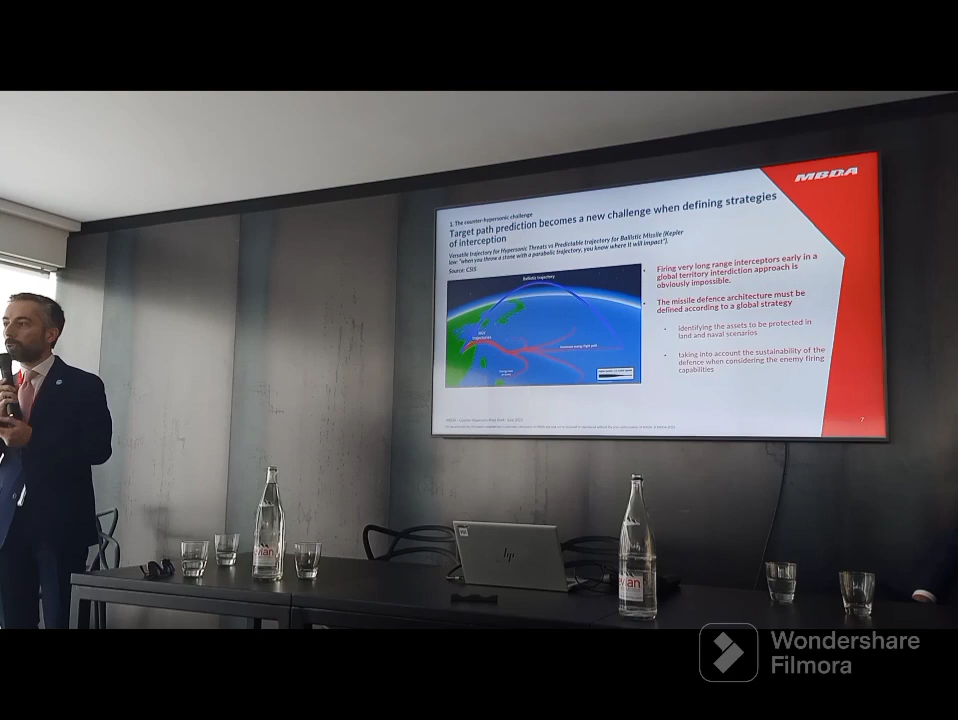 MBDA
1. The counter-hypersonic challenge
Target path prediction becomes a new challenge when defining strategies
of interception
Versatile trajectory for Hypersonic Threats vs Predictable trajectory for Ballistic Missile (Kepler
law: "when you throw a stone with a parabolic trajectory, you know where it will impact").
Source: CSIS
Ballistic trajectory
HGV
trajectories
• Firing very long range interceptors early in a
global territory interdiction approach is
obviously impossible.
• The missile defence architecture must be
defined according to a global strategy
• identifying the assets to be protected in
land and naval scenarios
• taking into account the sustainability of the
defence when considering the enemy firing
capabilities
7
hp
evian
evian
Wondershare
Filmora